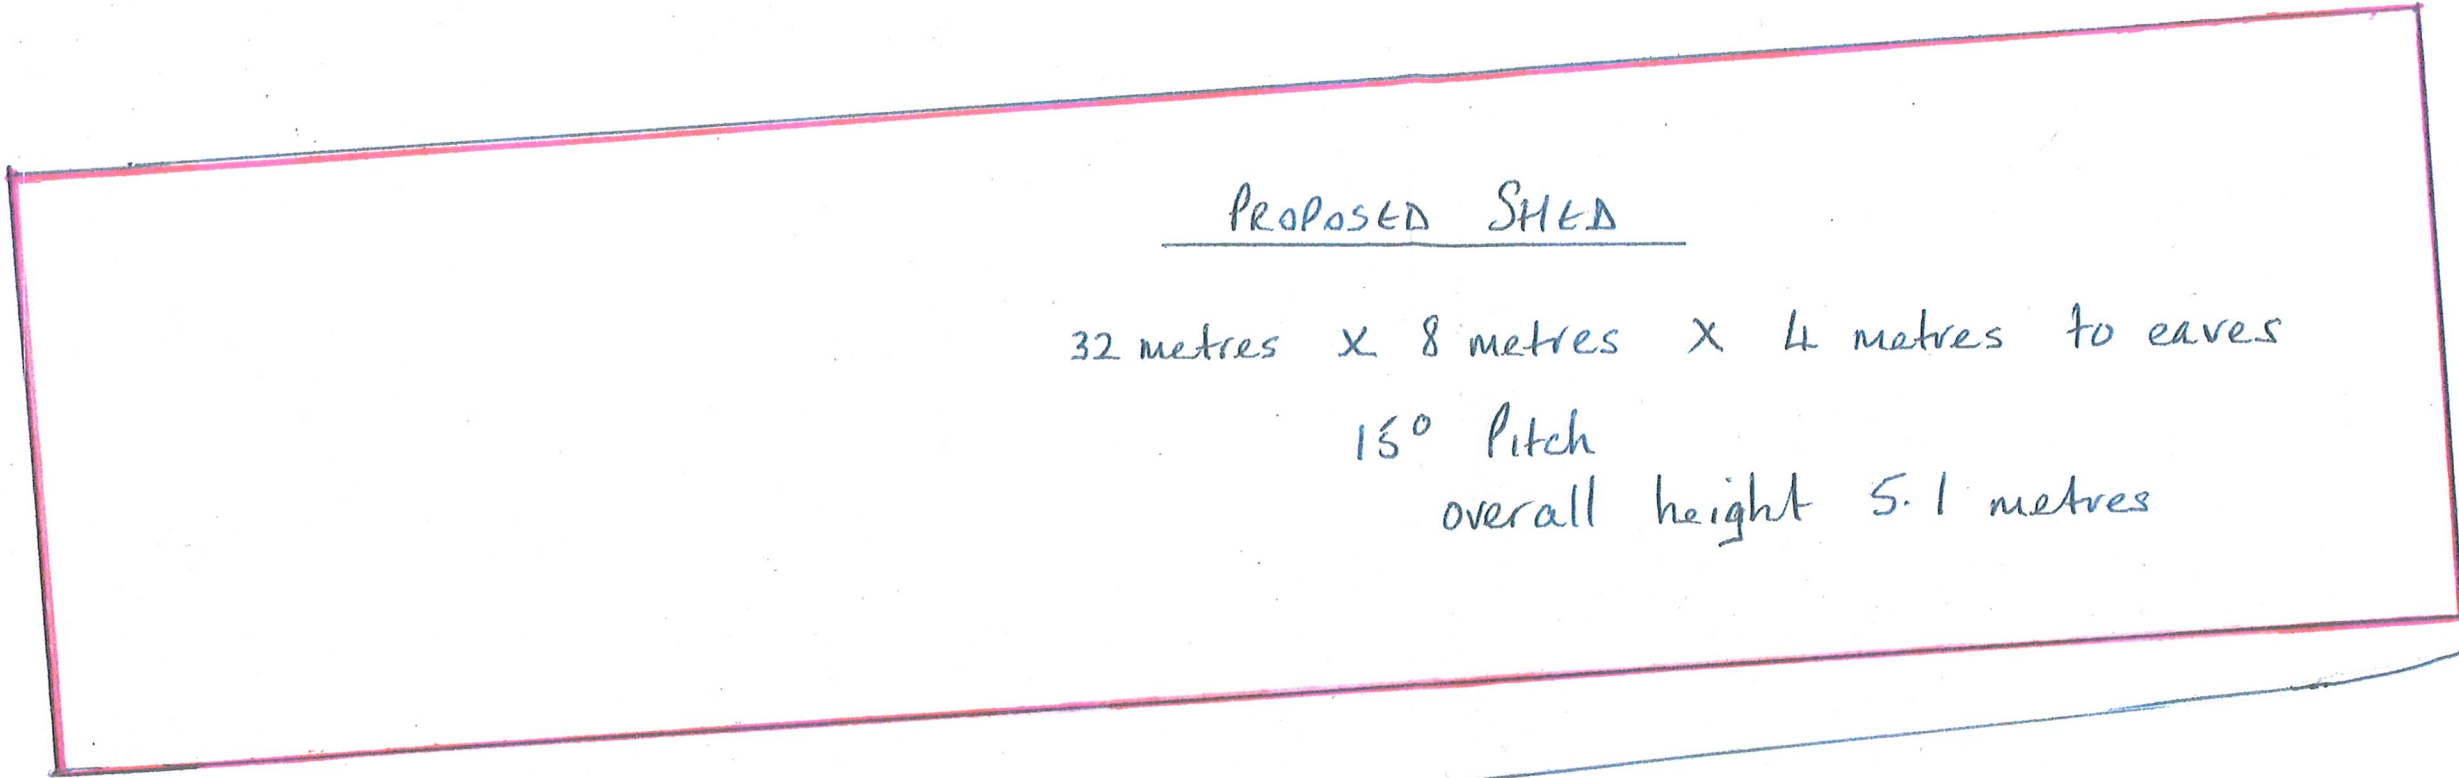 PROPOSED SHED
32 metres x 8 metres x 4 metres to eaves
15° Pitch
overall height 5.1 metres